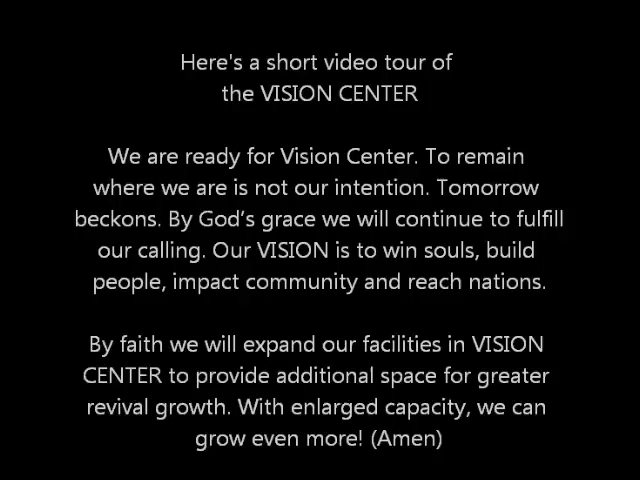 Here's a short video tour of
the VISION CENTER
We are ready for Vision Center. To remain
where we are is not our intention. Tomorrow
beckons. By God’s grace we will continue to fulfill
our calling. Our VISION is to win souls, build
people, impact community and reach nations.
By faith we will expand our facilities in VISION
CENTER to provide additional space for greater
revival growth. With enlarged capacity, we can
grow even more! (Amen)